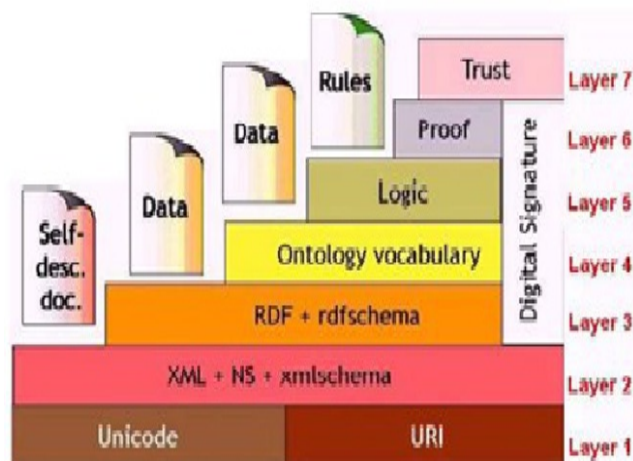 Trust
Layer 7
Rules
Proof
Layer 6
Data
Logic
Layer 5
Data
Ontology vocabulary
Layer 4
Self-
desc.
doc.
RDF + rdfschema
Digital Signature
Layer 3
XML + NS + xmlschema
Layer 2
Unicode
URI
Layer 1